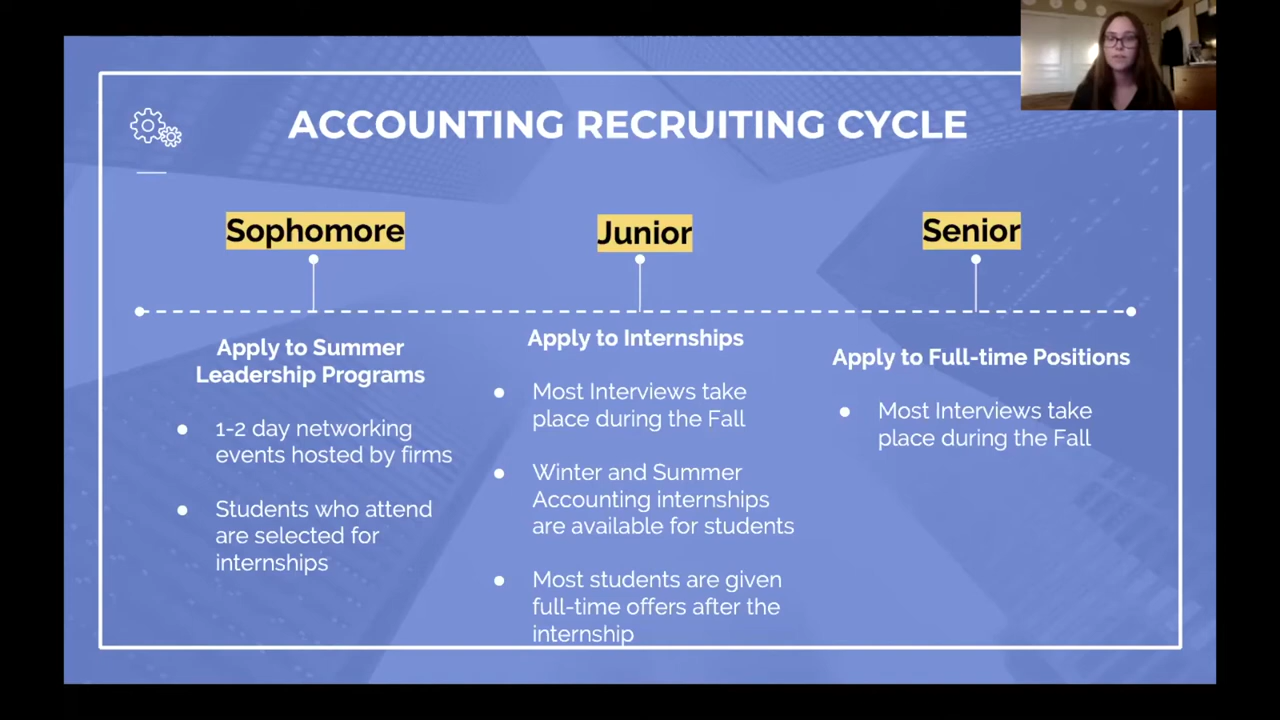 ACCOUNTING RECRUITING CYCLE
Sophomore
Junior
Senior
Apply to Summer
Leadership Programs
● 1-2 day networking
events hosted by firms
● Students who attend
are selected for
internships
Apply to Internships
● Most Interviews take
place during the Fall
● Winter and Summer
Accounting internships
are available for students
● Most students are given
full-time offers after the
internship
Apply to Full-time Positions
● Most Interviews take
place during the Fall